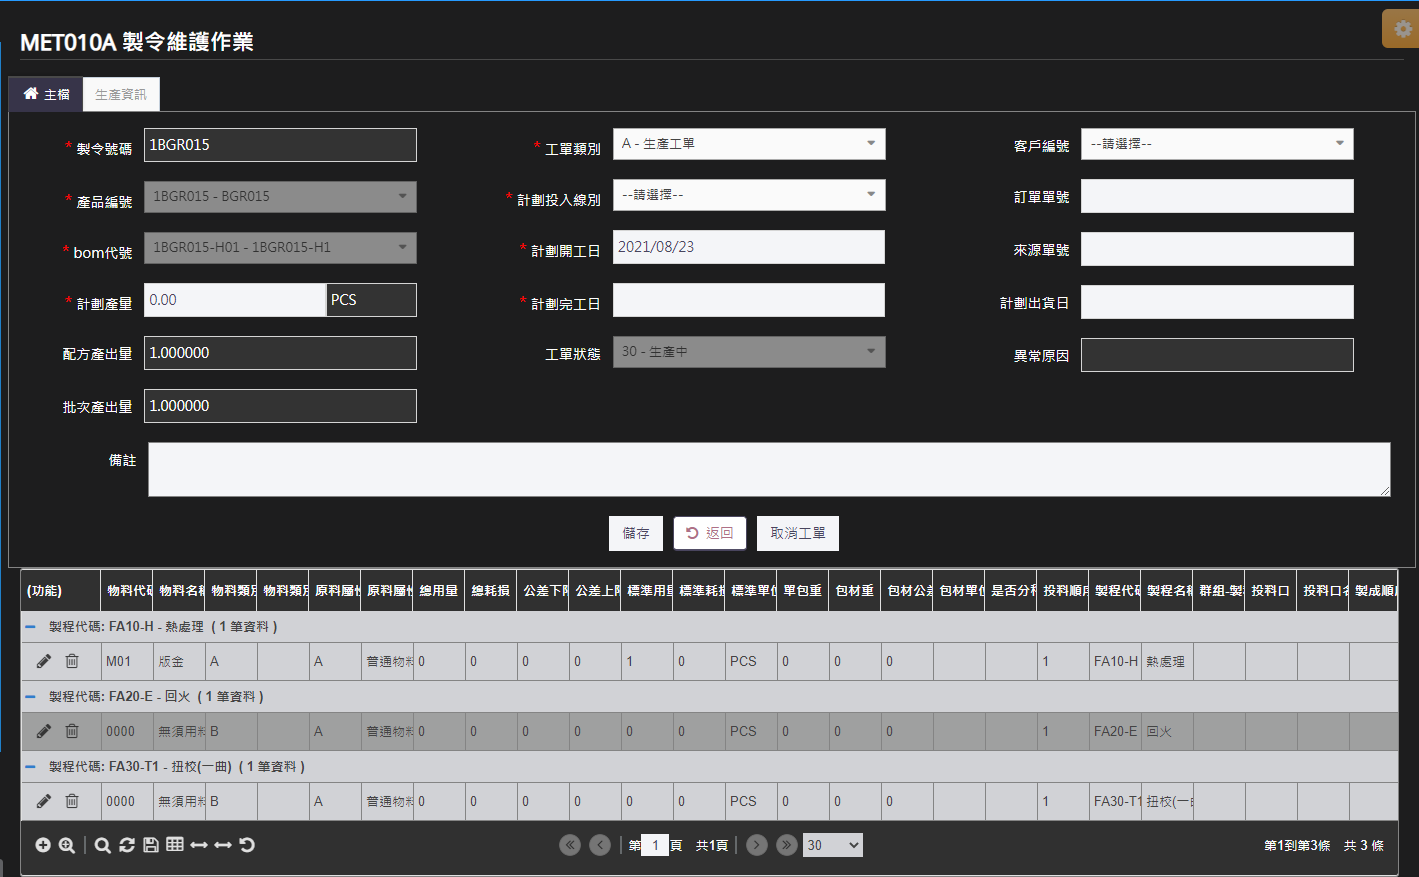 MET010A 製令維護作業
主檔 生產資訊
* 製令號碼 1BGR015 * 工單類別 A - 生產工單 客戶編號 --請選擇--
* 產品編號 1BGR015 - BGR015 * 計劃投入線別 --請選擇-- 訂單單號
* bom代號 1BGR015-H01 - 1BGR015-H1 * 計劃開工日 2021/08/23 來源單號
* 計劃產量 0.00 PCS * 計劃完工日 計劃出貨日
配方產出量 1.000000 工單狀態 30 - 生產中 異常原因
批次產出量 1.000000
備註
儲存 返回 取消工單
(功能) 物料代 物料名稱 物料類別 物料類別 原料屬性 原料屬性 總用量 總耗損 公差下限 公差上限 標準用量 標準耗損 標準單位 單包重 包材重 包材公差 包材單位 是否分 投料順序 製程代碼 製程名稱 群組-製 投料口 投料口名 製成順
製程代碼: FA10-H - 熱處理 ( 1 筆資料 )
M01 版金 A A 普通物料 0 0 0 0 1 0 PCS 0 0 0 1 FA10-H 熱處理
製程代碼: FA20-E - 回火 ( 1 筆資料 )
0000 無須用料 B A 普通物料 0 0 0 0 0 0 PCS 0 0 0 1 FA20-E 回火
製程代碼: FA30-T1 - 扭校(一曲) ( 1 筆資料 )
0000 無須用料 B A 普通物料 0 0 0 0 0 0 PCS 0 0 0 1 FA30-T1 扭校(一曲
第 1 頁 共1頁 30 第1到第3條 共 3 條